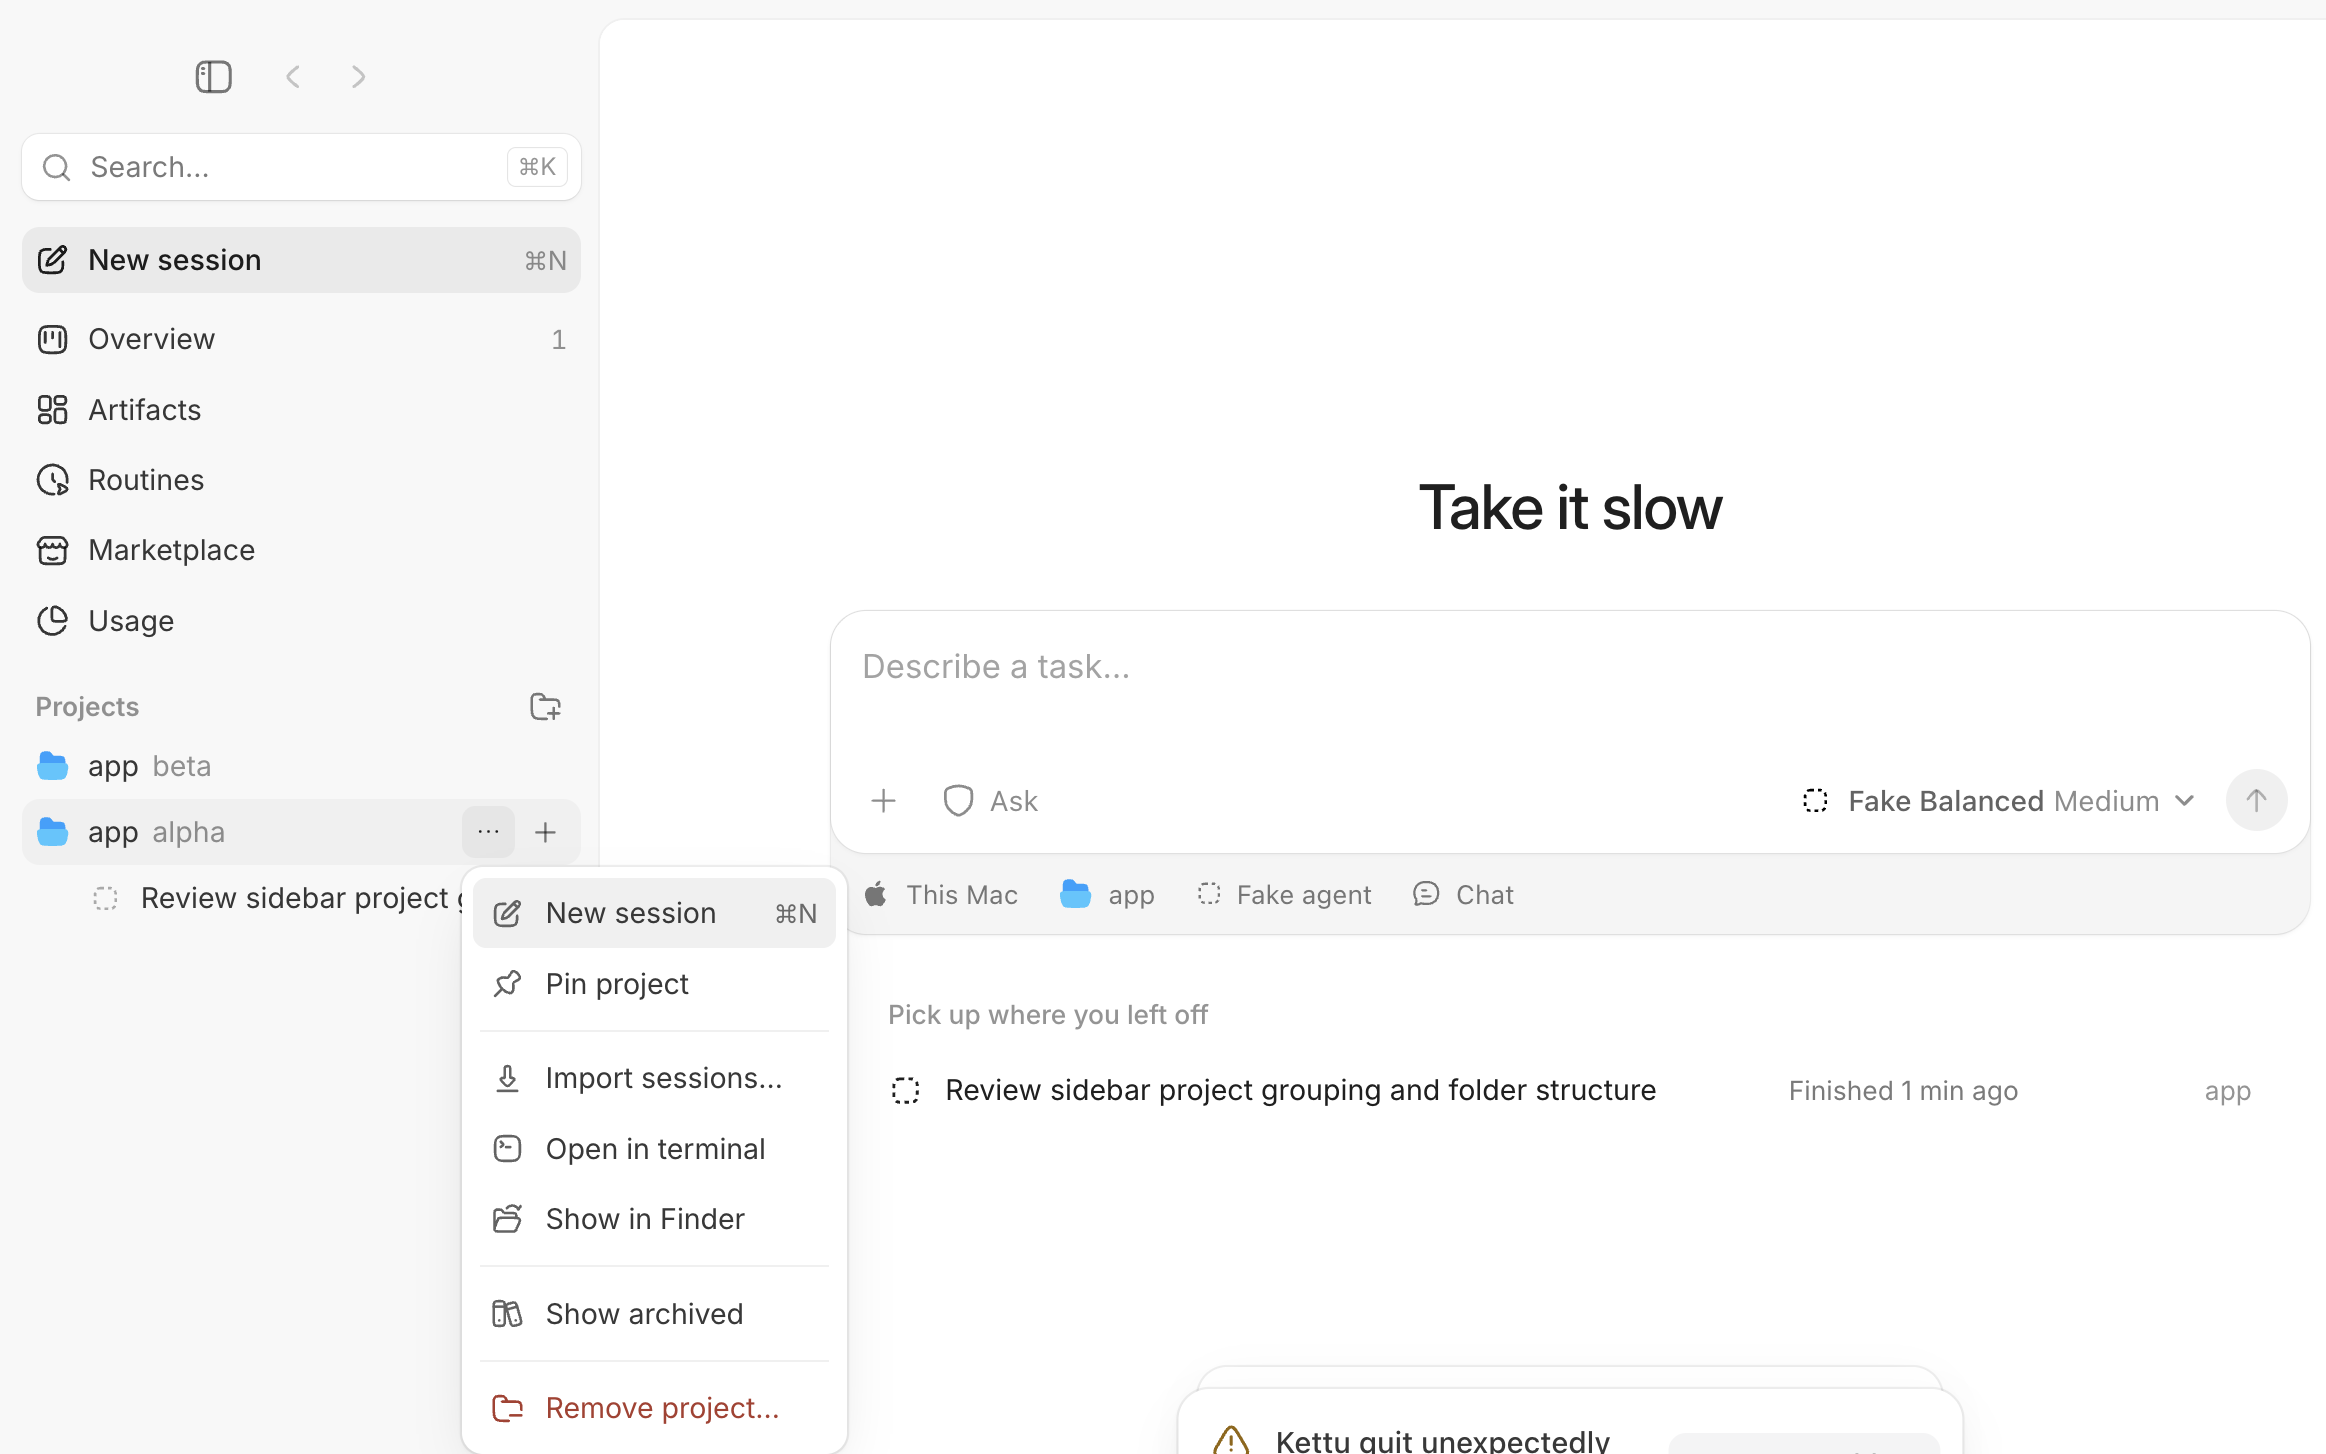 Search... ⌘K
New session ⌘N
Overview 1
Artifacts
Routines
Marketplace
Usage
Projects
app beta
app alpha
Review sidebar project
New session ⌘N
Pin project
Import sessions...
Open in terminal
Show in Finder
Show archived
Remove project...
Take it slow
Describe a task...
Ask
Fake Balanced Medium
This Mac app Fake agent Chat
Pick up where you left off
Review sidebar project grouping and folder structure Finished 1 min ago app
Kettu quit unexpectedly